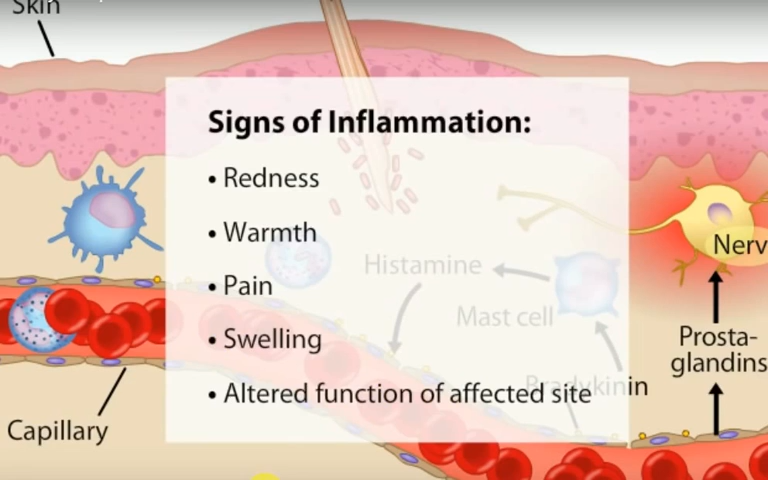 Skin
Signs of Inflammation:
• Redness
• Warmth
• Pain
• Swelling
• Altered function of affected site
Histamine
Mast cell
Bradykinin
Nerv
Prosta-
glandins
Capillary